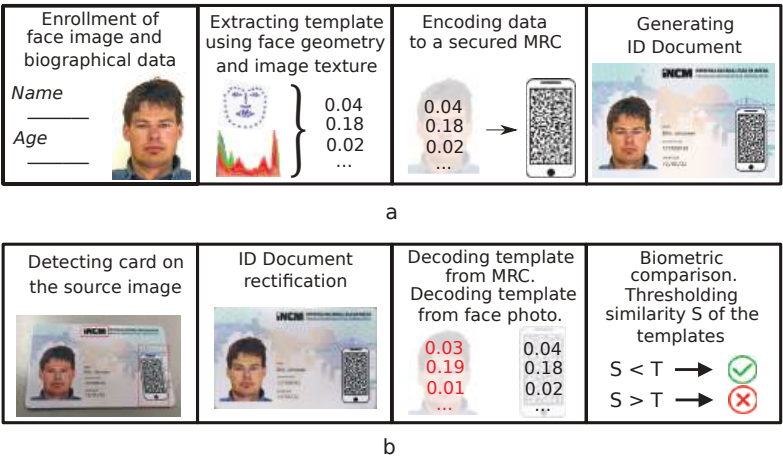 Enrollment of
face image and
biographical data
Name
Age
Extracting template
using face geometry
and image texture
0.04
0.18
0.02
...
Encoding data
to a secured MRC
0.04
0.18
0.02
...
Generating
ID Document
INCM
a
Detecting card on
the source image
INCM
ID Document
rectification
INCM
Decoding template
from MRC.
Decoding template
from face photo.
0.03
0.19
0.01
...
0.04
0.18
0.02
...
Biometric
comparison.
Thresholding
similarity S of the
templates
S < T
S > T
b